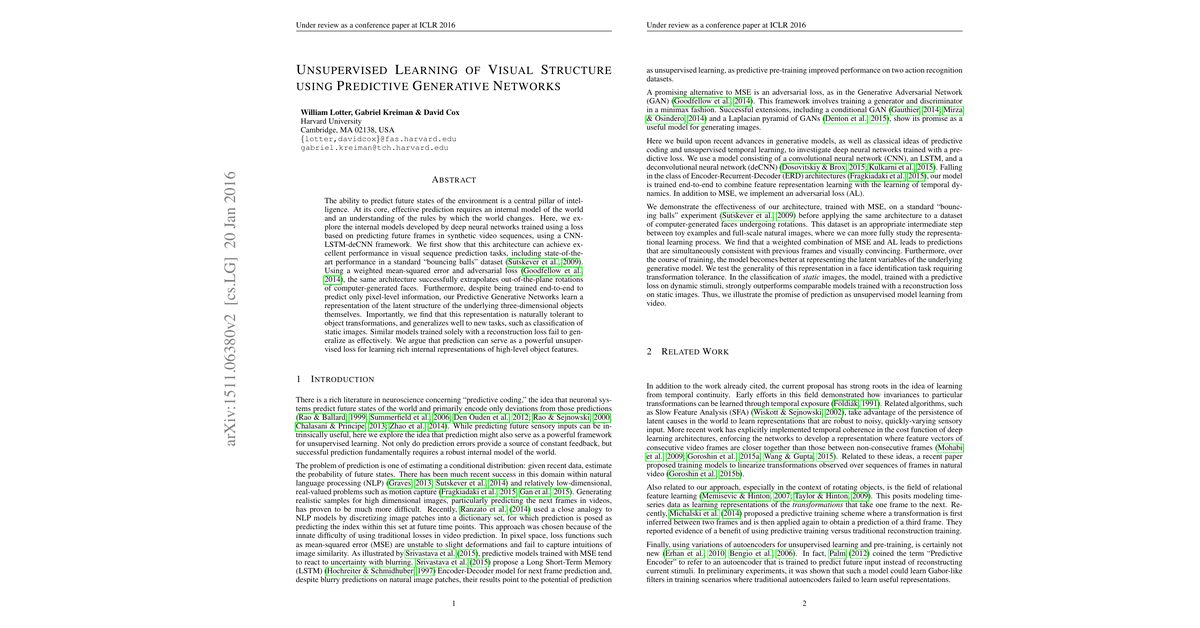 Under review as a conference paper at ICLR 2016
UNSUPERVISED LEARNING OF VISUAL STRUCTURE
USING PREDICTIVE GENERATIVE NETWORKS
William Lotter, Gabriel Kreiman & David Cox
Harvard University
Cambridge, MA 02138, USA
{lotter,davidcox}@fas.harvard.edu
gabriel.kreiman@tch.harvard.edu
ABSTRACT
The ability to predict future states of the environment is a central pillar of intel-
ligence. At its core, effective prediction requires an internal model of the world
and an understanding of the rules by which the world changes. Here, we ex-
plore the internal models developed by deep neural networks trained using a loss
based on predicting future frames in synthetic video sequences, using a CNN-
LSTM-deCNN framework. We first show that this architecture can achieve ex-
cellent performance in visual sequence prediction tasks, including state-of-the-
art performance in a standard "bouncing balls" dataset (Sutskever et al., 2009).
Using a weighted mean-squared error and adversarial loss (Goodfellow et al.,
2014), the same architecture successfully extrapolates out-of-the-plane rotations
of computer-generated faces. Furthermore, despite being trained end-to-end to
predict only pixel-level information, our Predictive Generative Networks learn a
representation of the latent structure of the underlying three-dimensional objects
themselves. Importantly, we find that this representation is naturally tolerant to
object transformations, and generalizes well to new tasks, such as classification of
static images. Similar models trained solely with a reconstruction loss fail to gen-
eralize as effectively. We argue that prediction can serve as a powerful unsuper-
vised loss for learning rich internal representations of high-level object features.
1 INTRODUCTION
There is a rich literature in neuroscience concerning "predictive coding," the idea that neuronal sys-
tems predict future states of the world and primarily encode only deviations from those predictions
(Rao & Ballard, 1999; Summerfield et al., 2006; Den Ouden et al., 2012; Rao & Sejnowski, 2000;
Chalasani & Principe, 2013; Zhao et al., 2014). While predicting future sensory inputs can be in-
trinsically useful, here we explore the idea that prediction might also serve as a powerful framework
for unsupervised learning. Not only do prediction errors provide a source of constant feedback, but
successful prediction fundamentally requires a robust internal model of the world.
The problem of prediction is one of estimating a conditional distribution: given recent data, estimate
the probability of future states. There has been much recent success in this domain within natural
language processing (NLP) (Graves, 2013; Sutskever et al., 2014) and relatively low-dimensional,
real-valued problems such as motion capture (Fragkiadaki et al., 2015; Gan et al., 2015). Generating
realistic samples for high dimensional images, particularly predicting the next frames in videos,
has proven to be much more difficult. Recently, Ranzato et al. (2014) used a close analogy to
NLP models by discretizing image patches into a dictionary set, for which prediction is posed as
predicting the index within this set at future time points. This approach was chosen because of the
innate difficulty of using traditional losses in video prediction. In pixel space, loss functions such
as mean-squared error (MSE) are unstable to slight deformations and fail to capture intuitions of
image similarity. As illustrated by Srivastava et al. (2015), predictive models trained with MSE tend
to react to uncertainty with blurring. Srivastava et al. (2015) propose a Long Short-Term Memory
(LSTM) (Hochreiter & Schmidhuber, 1997) Encoder-Decoder model for next frame prediction and,
despite blurry predictions on natural image patches, their results point to the potential of prediction
1
arXiv:1511.06380v2 [cs.LG] 20 Jan 2016
Under review as a conference paper at ICLR 2016
as unsupervised learning, as predictive pre-training improved performance on two action recognition
datasets.
A promising alternative to MSE is an adversarial loss, as in the Generative Adversarial Network
(GAN) (Goodfellow et al., 2014). This framework involves training a generator and discriminator
in a minimax fashion. Successful extensions, including a conditional GAN (Gauthier, 2014; Mirza
& Osindero, 2014) and a Laplacian pyramid of GANs (Denton et al., 2015), show its promise as a
useful model for generating images.
Here we build upon recent advances in generative models, as well as classical ideas of predictive
coding and unsupervised temporal learning, to investigate deep neural networks trained with a pre-
dictive loss. We use a model consisting of a convolutional neural network (CNN), an LSTM, and a
deconvolutional neural network (deCNN) (Dosovitskiy & Brox, 2015; Kulkarni et al., 2015). Falling
in the class of Encoder-Recurrent-Decoder (ERD) architectures (Fragkiadaki et al., 2015), our model
is trained end-to-end to combine feature representation learning with the learning of temporal dy-
namics. In addition to MSE, we implement an adversarial loss (AL).
We demonstrate the effectiveness of our architecture, trained with MSE, on a standard "bounc-
ing balls" experiment (Sutskever et al., 2009) before applying the same architecture to a dataset
of computer-generated faces undergoing rotations. This dataset is an appropriate intermediate step
between toy examples and full-scale natural images, where we can more fully study the representa-
tional learning process. We find that a weighted combination of MSE and AL leads to predictions
that are simultaneously consistent with previous frames and visually convincing. Furthermore, over
the course of training, the model becomes better at representing the latent variables of the underlying
generative model. We test the generality of this representation in a face identification task requiring
transformation tolerance. In the classification of static images, the model, trained with a predictive
loss on dynamic stimuli, strongly outperforms comparable models trained with a reconstruction loss
on static images. Thus, we illustrate the promise of prediction as unsupervised model learning from
video.
2 RELATED WORK
In addition to the work already cited, the current proposal has strong roots in the idea of learning
from temporal continuity. Early efforts in this field demonstrated how invariances to particular
transformations can be learned through temporal exposure (Földiák, 1991). Related algorithms, such
as Slow Feature Analysis (SFA) (Wiskott & Sejnowski, 2002), take advantage of the persistence of
latent causes in the world to learn representations that are robust to noisy, quickly-varying sensory
input. More recent work has explicitly implemented temporal coherence in the cost function of deep
learning architectures, enforcing the networks to develop a representation where feature vectors of
consecutive video frames are closer together than those between non-consecutive frames (Mohabi
et al., 2009; Goroshin et al., 2015a; Wang & Gupta, 2015). Related to these ideas, a recent paper
proposed training models to linearize transformations observed over sequences of frames in natural
video (Goroshin et al., 2015b).
Also related to our approach, especially in the context of rotating objects, is the field of relational
feature learning (Memisevic & Hinton, 2007; Taylor & Hinton, 2009). This posits modeling time-
series data as learning representations of the transformations that take one frame to the next. Re-
cently, Michalski et al. (2014) proposed a predictive training scheme where a transformation is first
inferred between two frames and is then applied again to obtain a prediction of a third frame. They
reported evidence of a benefit of using predictive training versus traditional reconstruction training.
Finally, using variations of autoencoders for unsupervised learning and pre-training, is certainly not
new (Erhan et al., 2010; Bengio et al., 2006). In fact, Palm (2012) coined the term "Predictive
Encoder" to refer to an autoencoder that is trained to predict future input instead of reconstructing
current stimuli. In preliminary experiments, it was shown that such a model could learn Gabor-like
filters in training scenarios where traditional autoencoders failed to learn useful representations.
2